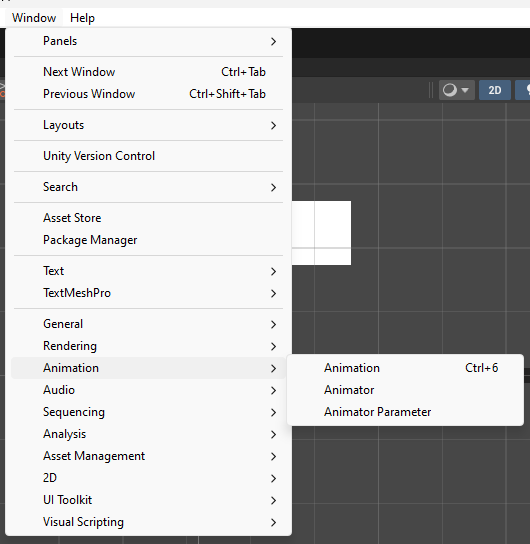 Window Help
Panels
Next Window Ctrl+Tab
Previous Window Ctrl+Shift+Tab
Layouts
Unity Version Control
Search
Asset Store
Package Manager
Text
TextMeshPro
General
Rendering
Animation
Audio
Sequencing
Analysis
Asset Management
2D
UI Toolkit
Visual Scripting
Animation Ctrl+6
Animator
Animator Parameter
2D